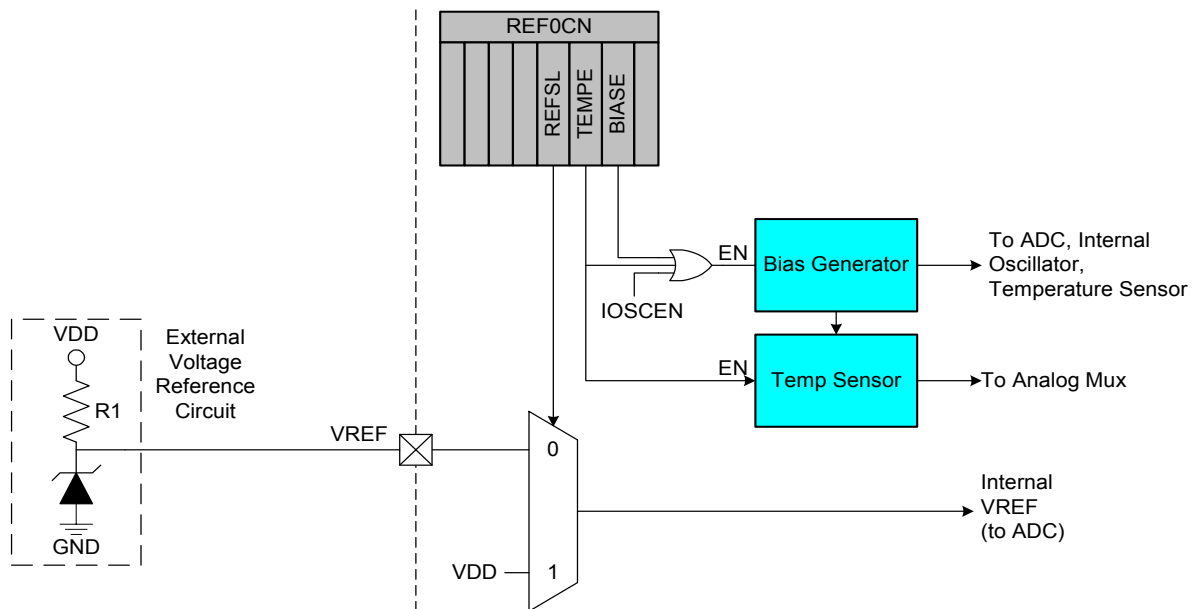 REF0CN
REFSL
TEMPE
BIASE
EN
Bias Generator
To ADC, Internal
Oscillator,
Temperature Sensor
IOSCEN
VDD
R1
GND
External
Voltage
Reference
Circuit
EN
Temp Sensor
To Analog Mux
VREF
0
Internal
VREF
(to ADC)
VDD
1